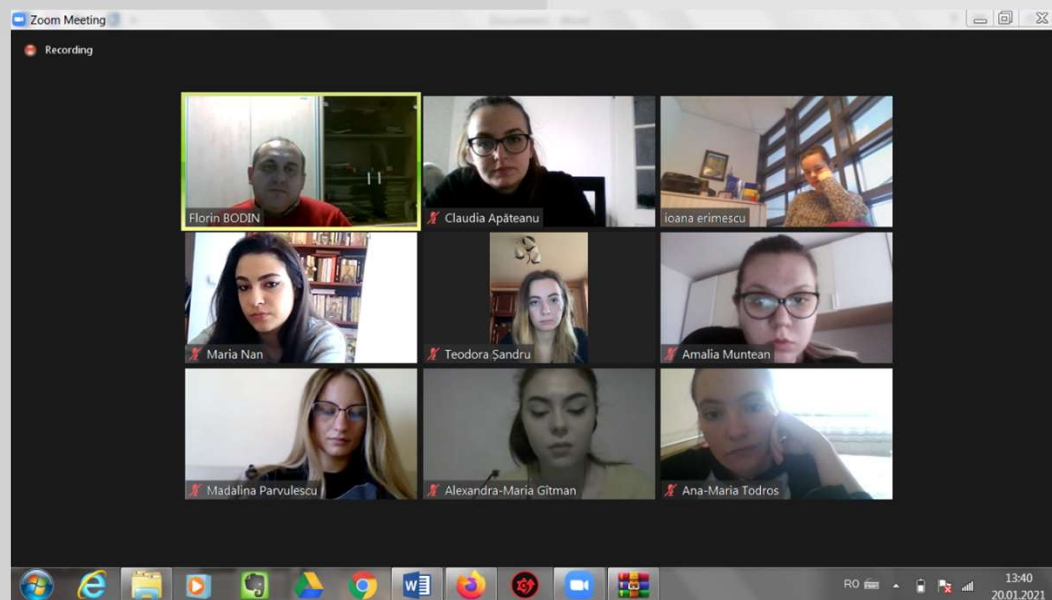 Zoom Meeting
Recording
Florin BODIN
Claudia Apăteanu
ioana erimescu
Maria Nan
Teodora Șandru
Amalia Muntean
Madalina Parvulescu
Alexandra-Maria Gîtman
Ana-Maria Todros
RO
13:40
20.01.2021